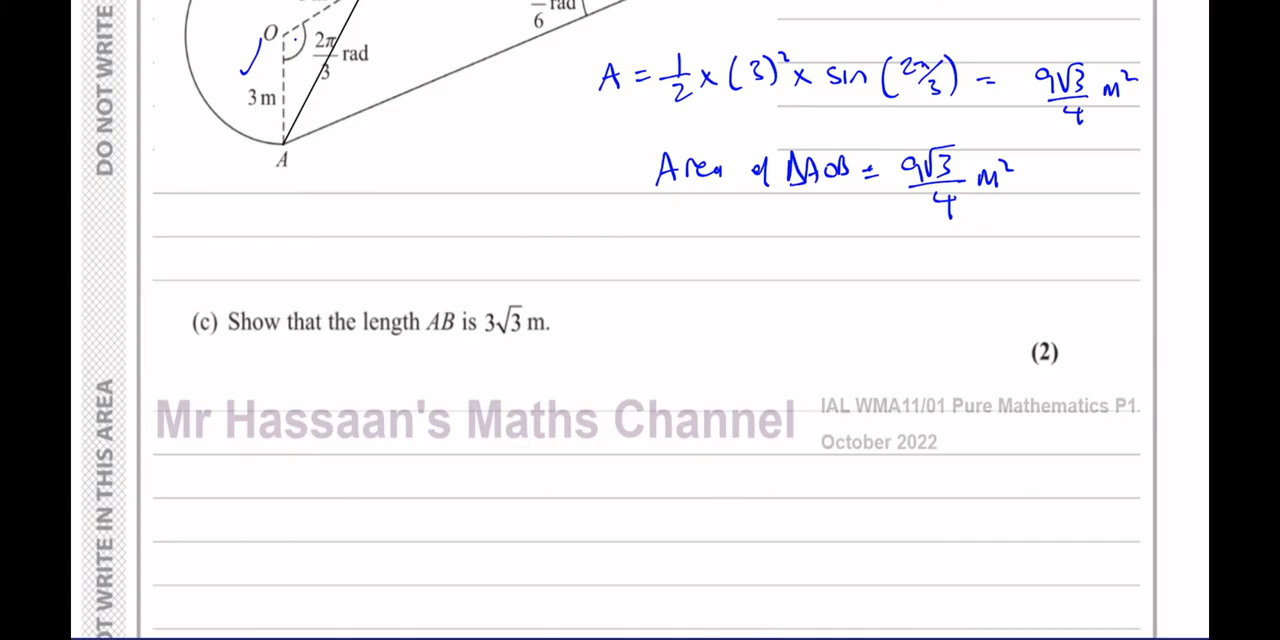 DO NOT WRITE
O
2π
3
rad
rad
6
3 m
A
A = 1/2 × (3)² × sin (2π/3) = 9√3/4 m²
Area of ΔAOB = 9√3/4 m²
(c) Show that the length AB is 3√3 m.
(2)
Mr Hassaan's Maths Channel
IAL WMA11/01 Pure Mathematics P1.
October 2022
OT WRITE IN THIS AREA